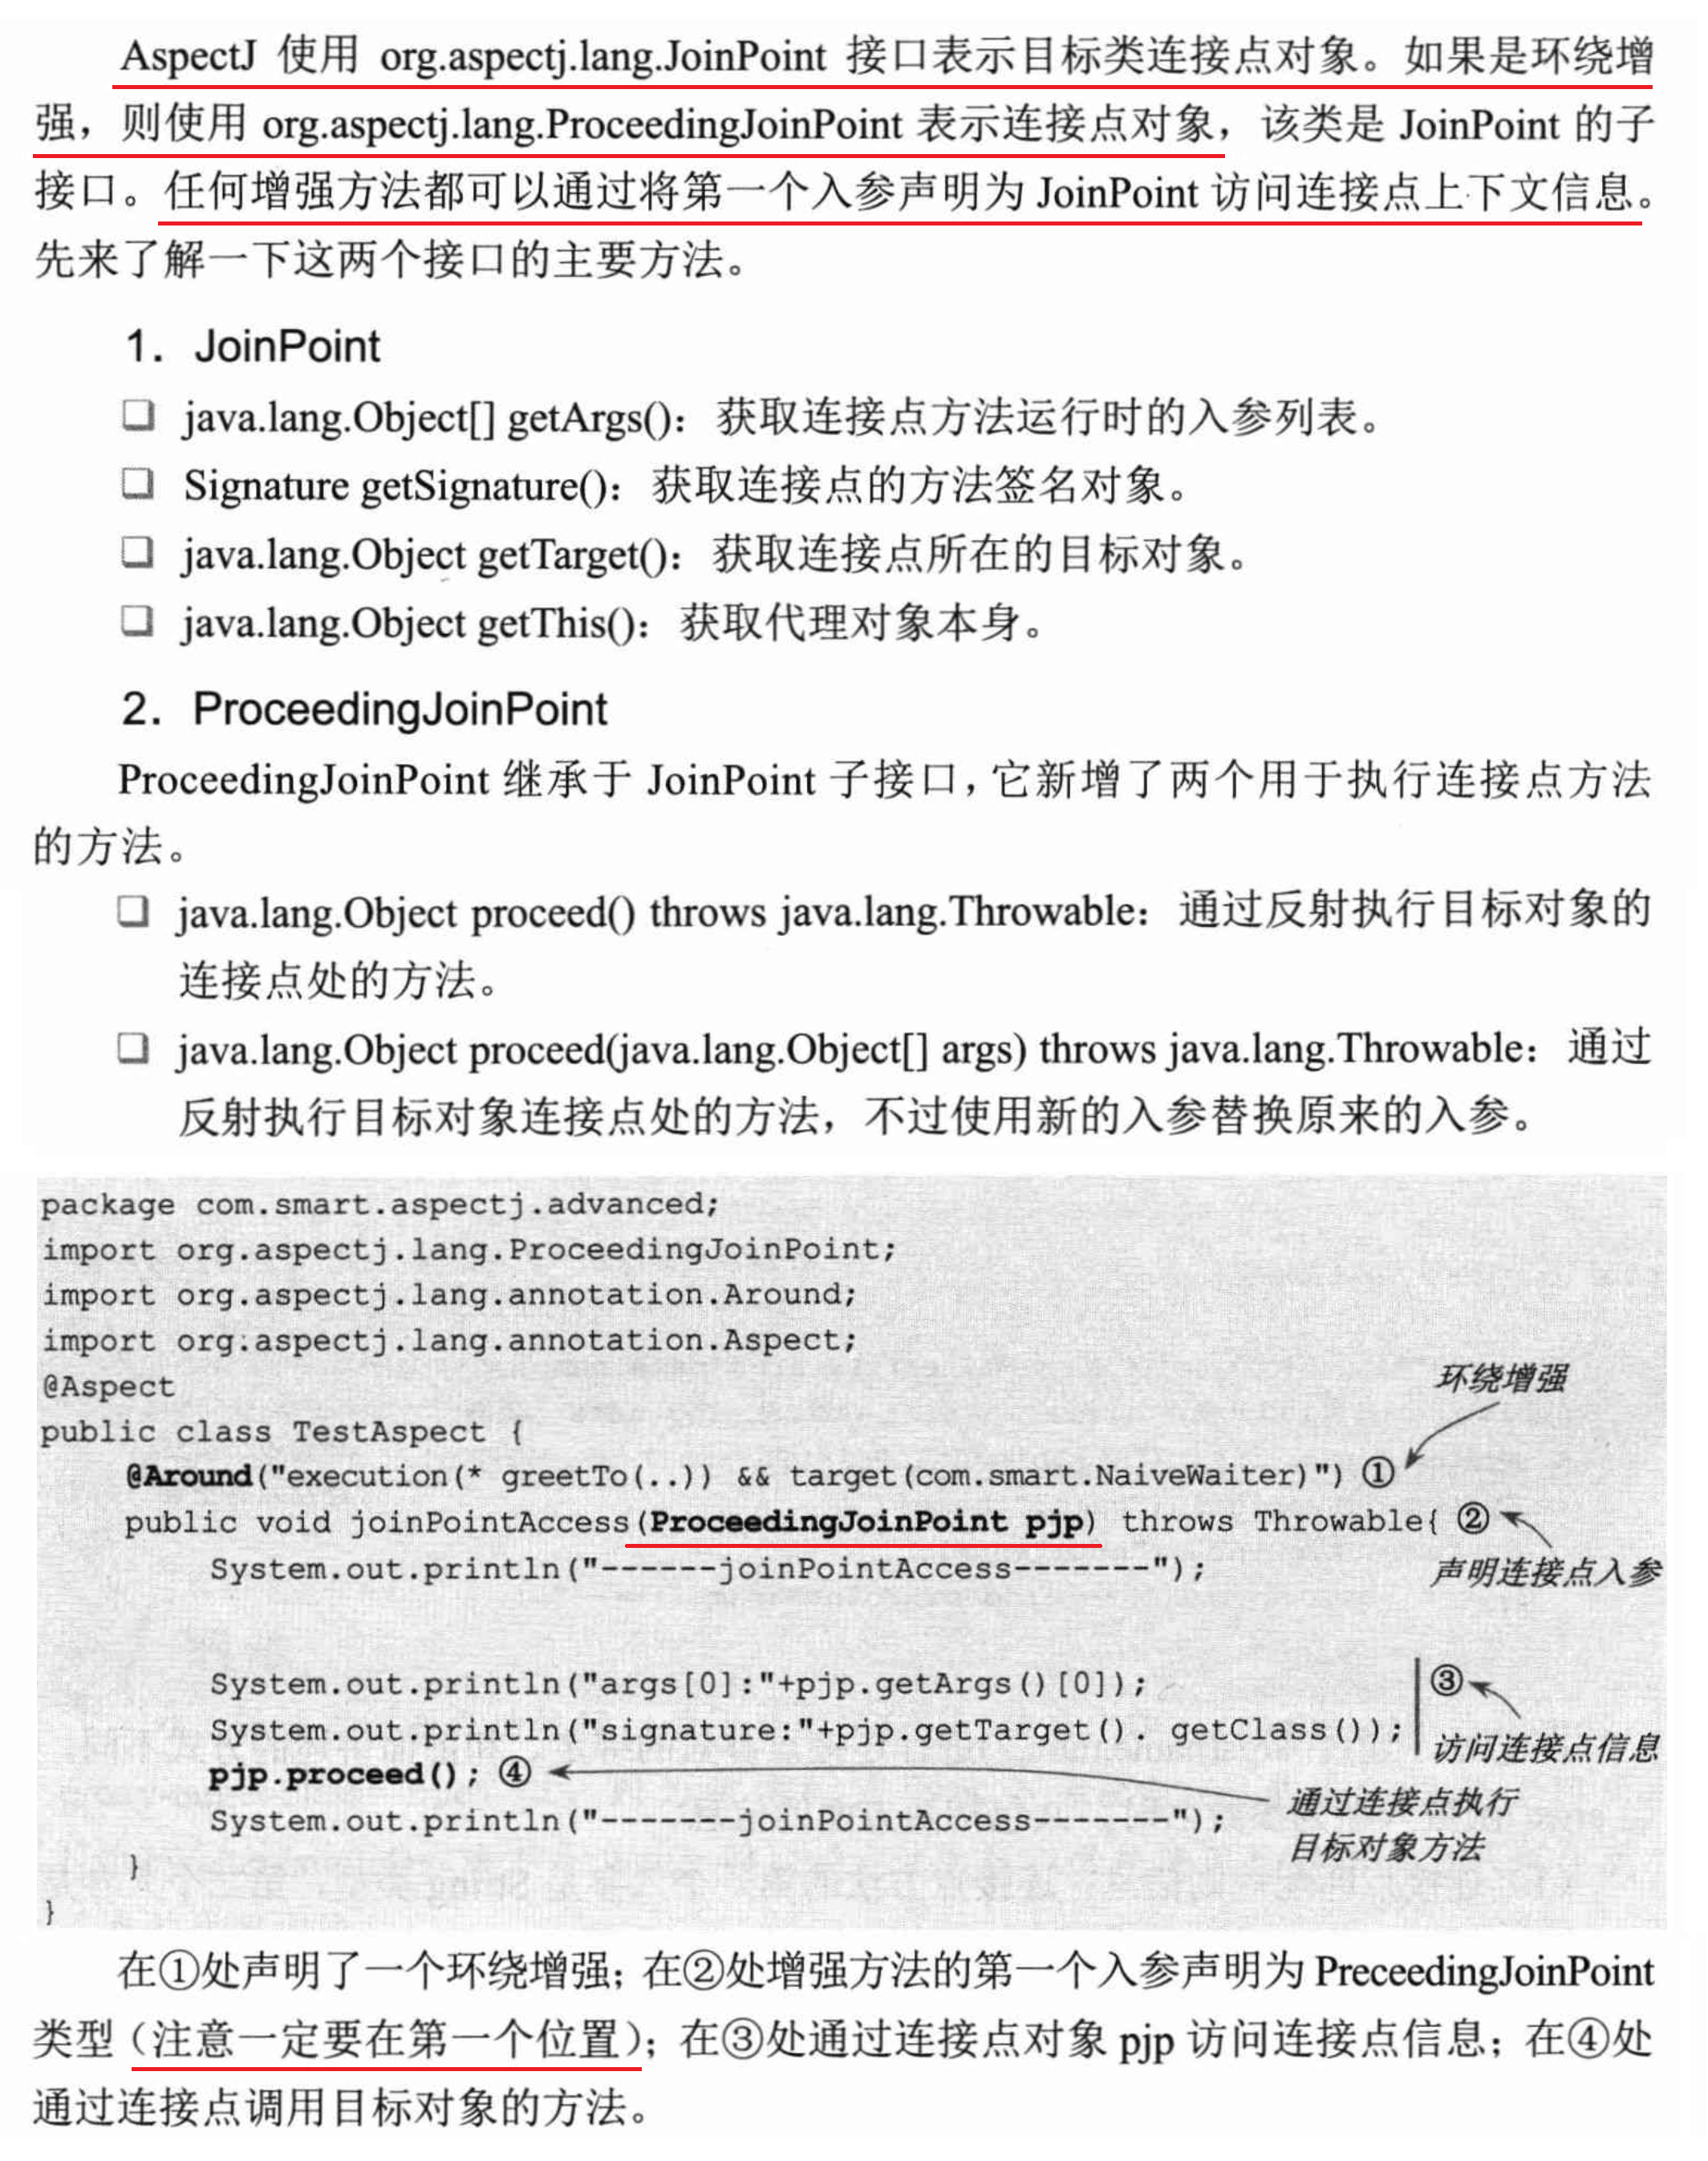 AspectJ 使用 org.aspectj.lang.JoinPoint 接口表示目标类连接点对象。如果是环绕增
强，则使用 org.aspectj.lang.ProceedingJoinPoint 表示连接点对象，该类是 JoinPoint 的子
接口。任何增强方法都可以通过将第一个入参声明为 JoinPoint 访问连接点上下文信息。
先来了解一下这两个接口的主要方法。
1. JoinPoint
❑ java.lang.Object[] getArgs()：获取连接点方法运行时的入参列表。
❑ Signature getSignature()：获取连接点的方法签名对象。
❑ java.lang.Object getTarget()：获取连接点所在的目标对象。
❑ java.lang.Object getThis()：获取代理对象本身。
2. ProceedingJoinPoint
ProceedingJoinPoint 继承于 JoinPoint 子接口，它新增了两个用于执行连接点方法
的方法。
❑ java.lang.Object proceed() throws java.lang.Throwable：通过反射执行目标对象的
连接点处的方法。
❑ java.lang.Object proceed(java.lang.Object[] args) throws java.lang.Throwable：通过
反射执行目标对象连接点处的方法，不过使用新的入参替换原来的入参。
package com.smart.aspectj.advanced;
import org.aspectj.lang.ProceedingJoinPoint;
import org.aspectj.lang.annotation.Around;
import org.aspectj.lang.annotation.Aspect;
@Aspect
环绕增强
public class TestAspect {
@Around("execution(* greetTo(..)) && target(com.smart.NaiveWaiter)") ①
public void joinPointAccess(ProceedingJoinPoint pjp) throws Throwable{ ②
System.out.println("------joinPointAccess-------");
声明连接点入参
System.out.println("args[0]:"+pjp.getArgs()[0]);
③
System.out.println("signature:"+pjp.getTarget(). getClass());
访问连接点信息
pjp.proceed(); ④
通过连接点执行
System.out.println("-------joinPointAccess-------");
目标对象方法
}
}
在①处声明了一个环绕增强；在②处增强方法的第一个入参声明为 PreceedingJoinPoint
类型（注意一定要在第一个位置）；在③处通过连接点对象 pjp 访问连接点信息；在④处
通过连接点调用目标对象的方法。